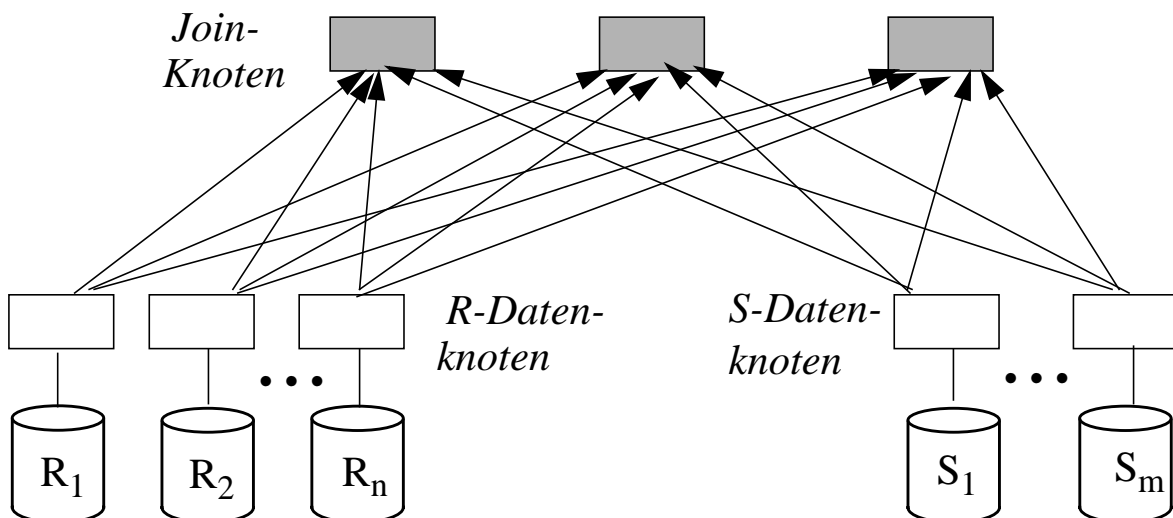 Join-
Knoten
R-Daten-
knoten
S-Daten-
knoten
R1
R2
Rn
S1
Sm